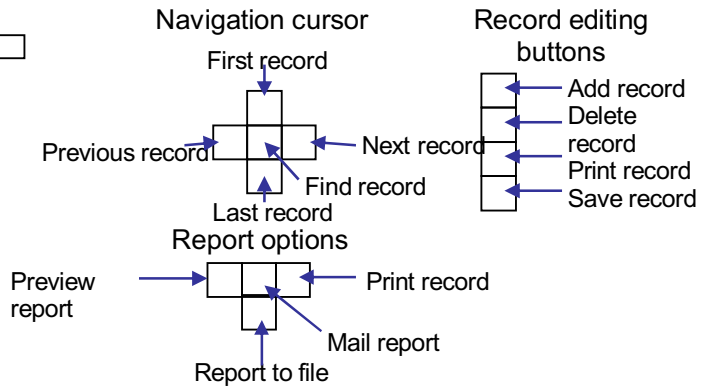 Navigation cursor
First record
Previous record
Next record
Find record
Last record
Record editing
buttons
Add record
Delete
record
Print record
Save record
Report options
Preview
report
Print record
Mail report
Report to file